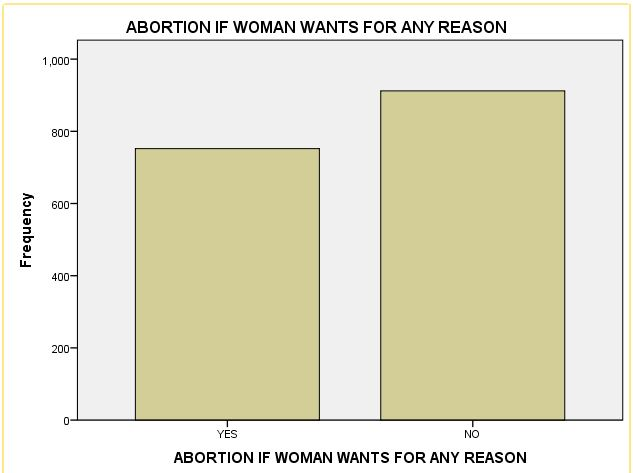 ABORTION IF WOMAN WANTS FOR ANY REASON
1,000
800
600
400
200
0
Frequency
YES NO
ABORTION IF WOMAN WANTS FOR ANY REASON